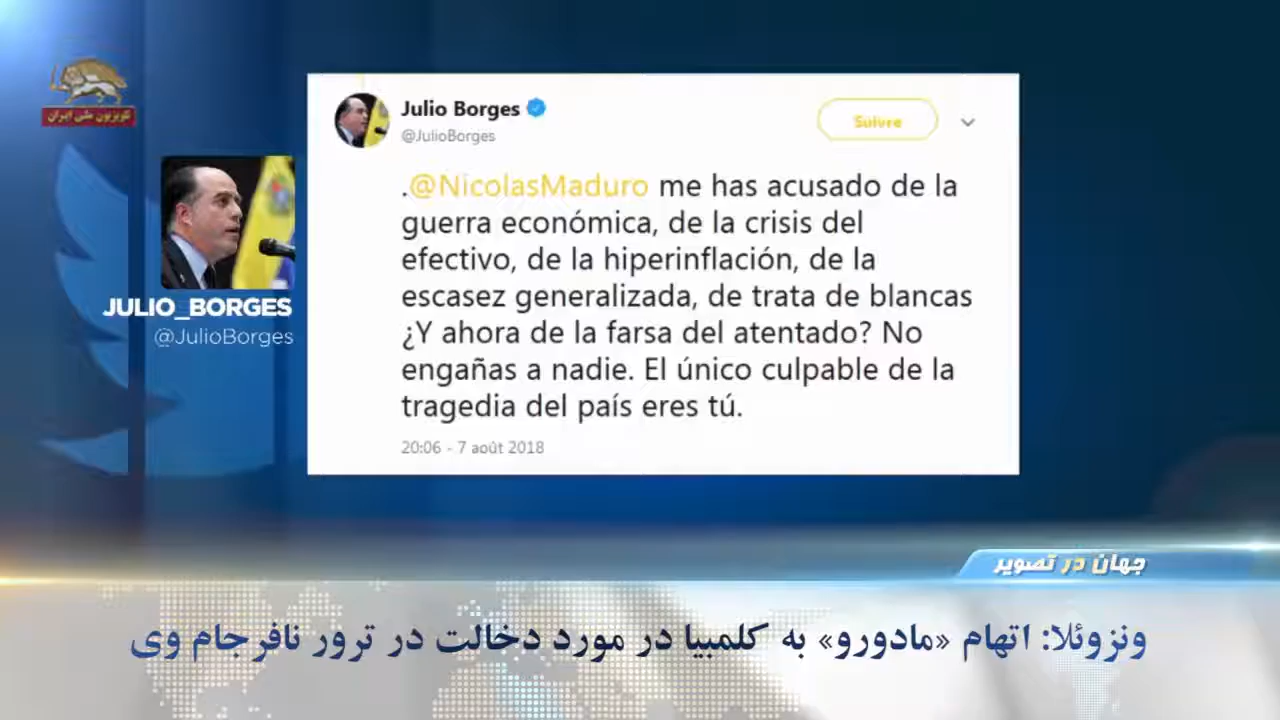 تلویزیون ملی ایران
JULIO_BORGES
@JulioBorges
Julio Borges
@JulioBorges
Suivre
.@NicolasMaduro me has acusado de la
guerra económica, de la crisis del
efectivo, de la hiperinflación, de la
escasez generalizada, de trata de blancas
¿Y ahora de la farsa del atentado? No
engañas a nadie. El único culpable de la
tragedia del país eres tú.
20:06 - 7 août 2018
جهان در تصویر
ونزوئلا: اتهام «مادورو» به کلمبیا در مورد دخالت در ترور نافرجام وی